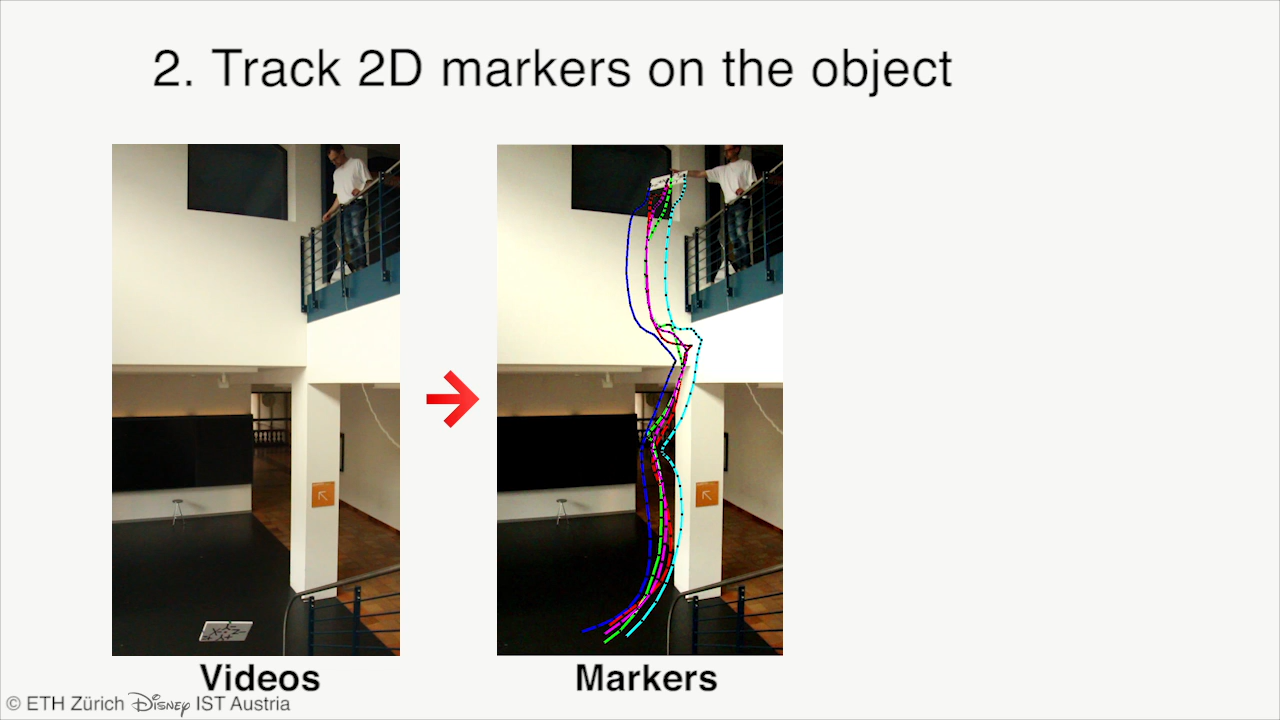 2. Track 2D markers on the object
Videos
Markers
© ETH Zürich Disney IST Austria